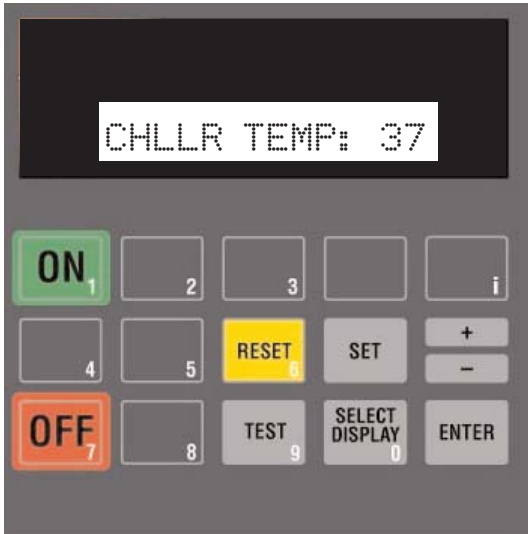 CHLLR TEMP: 37
ON 1
2
3
i
4
5
RESET 6
SET
+
−
OFF 7
8
TEST 9
SELECT DISPLAY 0
ENTER